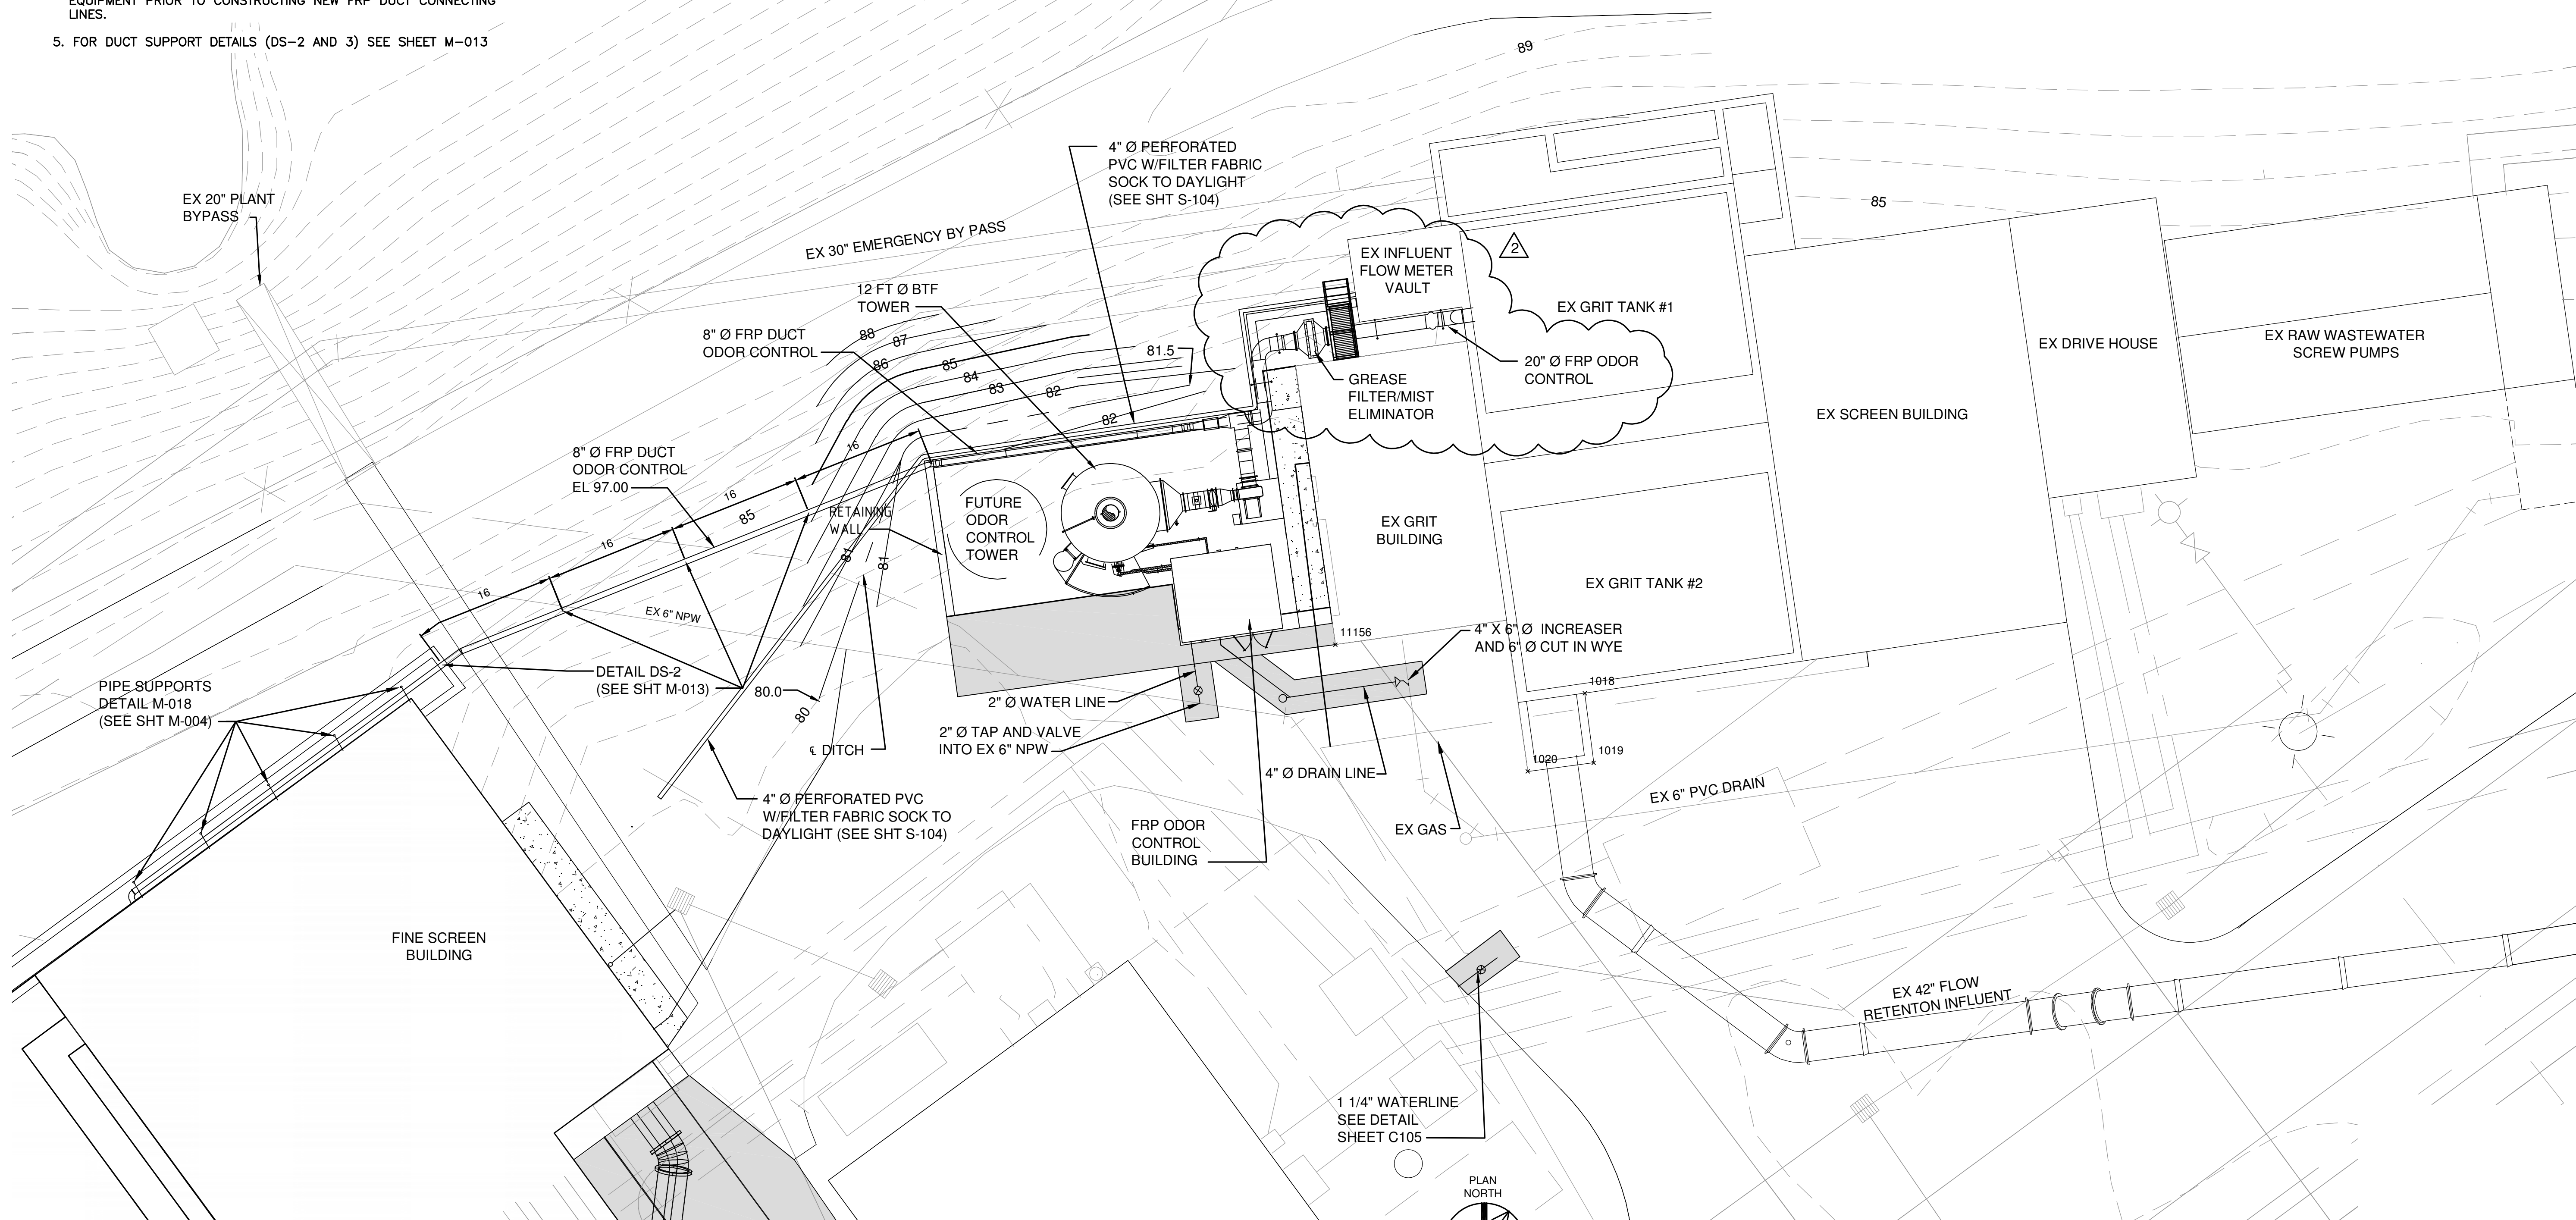 EQUIPMENT PRIOR TO CONSTRUCTING NEW FRP DUCT CONNECTING
LINES.
5. FOR DUCT SUPPORT DETAILS (DS-2 AND 3) SEE SHEET M-013
89
4" Ø PERFORATED
PVC W/FILTER FABRIC
SOCK TO DAYLIGHT
(SEE SHT S-104)
EX 20" PLANT
BYPASS
85
EX 30" EMERGENCY BY PASS
EX INFLUENT
FLOW METER
VAULT
2
12 FT Ø BTF
TOWER
EX GRIT TANK #1
8" Ø FRP DUCT
ODOR CONTROL
88
87
86
85
84
83
82
82
81.5
EX DRIVE HOUSE
EX RAW WASTEWATER
SCREW PUMPS
20" Ø FRP ODOR
CONTROL
GREASE
FILTER/MIST
ELIMINATOR
EX SCREEN BUILDING
8" Ø FRP DUCT
ODOR CONTROL
EL 97.00
16
16
16
16
85
RETAINING
WALL
FUTURE
ODOR
CONTROL
TOWER
EX GRIT
BUILDING
81
81
EX GRIT TANK #2
EX 6" NPW
11156
4" X 6" Ø INCREASER
AND 6" Ø CUT IN WYE
DETAIL DS-2
(SEE SHT M-013)
80.0
80
PIPE SUPPORTS
DETAIL M-018
(SEE SHT M-004)
2" Ø WATER LINE
2" Ø TAP AND VALVE
INTO EX 6" NPW
℄ DITCH
1018
1019
1020
4" Ø DRAIN LINE
EX 6" PVC DRAIN
4" Ø PERFORATED PVC
W/FILTER FABRIC SOCK TO
DAYLIGHT (SEE SHT S-104)
FRP ODOR
CONTROL
BUILDING
EX GAS
FINE SCREEN
BUILDING
EX 42" FLOW
RETENTON INFLUENT
1 1/4" WATERLINE
SEE DETAIL
SHEET C105
PLAN
NORTH